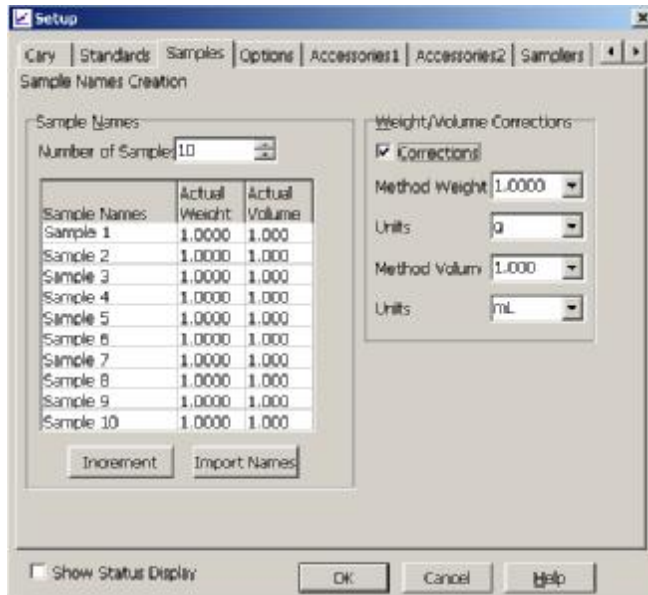 Setup
Cary Standards Samples Options Accessories1 Accessories2 Samplers
Sample Names Creation
Sample Names
Number of Sample 10
Sample Names Actual Weight Actual Volume
Sample 1 1.0000 1.000
Sample 2 1.0000 1.000
Sample 3 1.0000 1.000
Sample 4 1.0000 1.000
Sample 5 1.0000 1.000
Sample 6 1.0000 1.000
Sample 7 1.0000 1.000
Sample 8 1.0000 1.000
Sample 9 1.0000 1.000
Sample 10 1.0000 1.000
Increment Import Names
Weight/Volume Corrections
Corrections
Method Weight 1.0000
Units g
Method Volum 1.000
Units mL
Show Status Display
OK Cancel Help